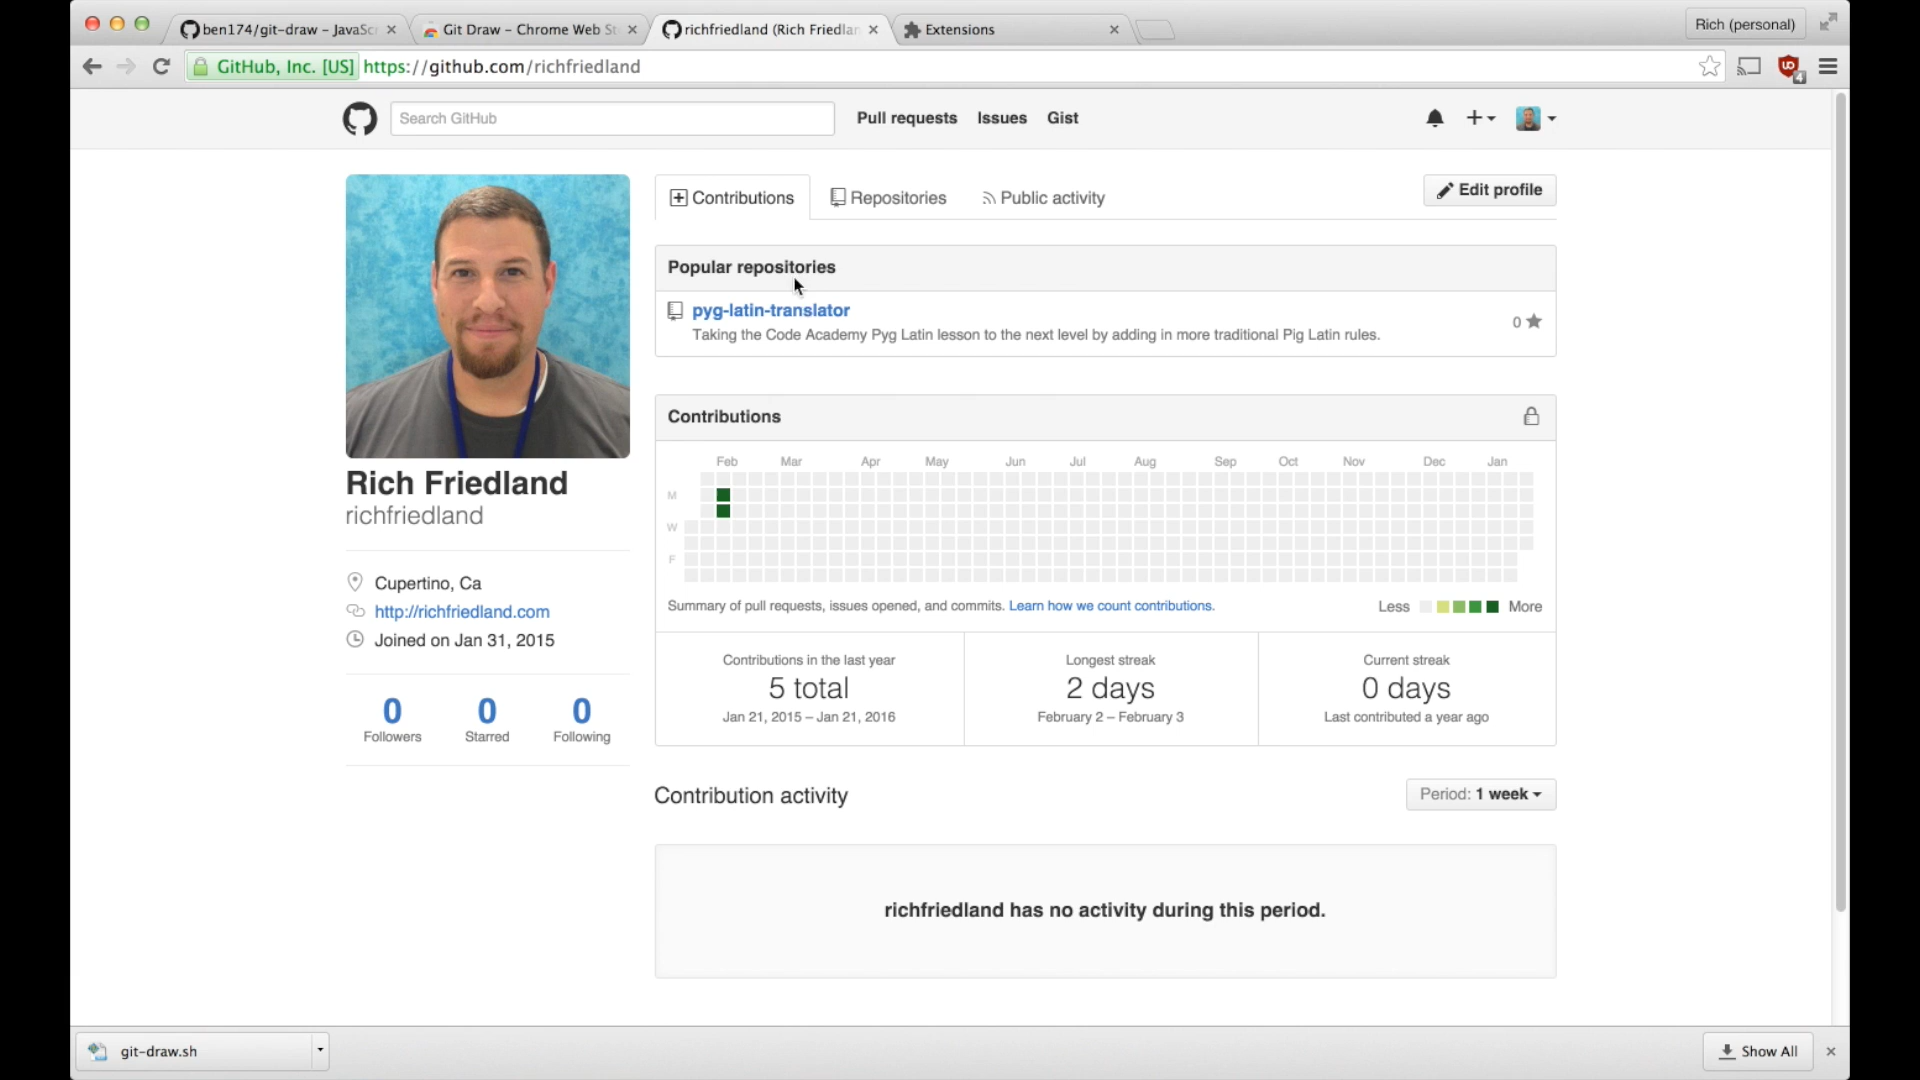 ben174/git-draw – JavaSc
Git Draw – Chrome Web St
richfriedland (Rich Friedlan
Extensions
Rich (personal)
GitHub, Inc. [US] https://github.com/richfriedland
4
Search GitHub
Pull requests
Issues
Gist
Contributions
Repositories
Public activity
Edit profile
Popular repositories
pyg-latin-translator
Taking the Code Academy Pyg Latin lesson to the next level by adding in more traditional Pig Latin rules.
0
Rich Friedland
richfriedland
Cupertino, Ca
http://richfriedland.com
Joined on Jan 31, 2015
0 0 0
Followers Starred Following
Contributions
Feb Mar Apr May Jun Jul Aug Sep Oct Nov Dec Jan
M
W
F
Summary of pull requests, issues opened, and commits. Learn how we count contributions.
Less More
Contributions in the last year
5 total
Jan 21, 2015 – Jan 21, 2016
Longest streak
2 days
February 2 – February 3
Current streak
0 days
Last contributed a year ago
Contribution activity
Period: 1 week
richfriedland has no activity during this period.
git-draw.sh
Show All